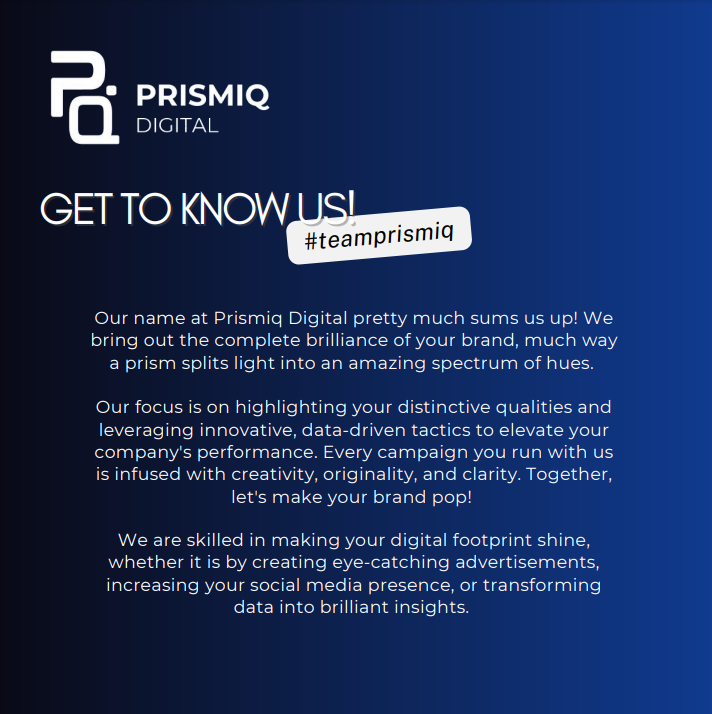 PRISMIQ
DIGITAL
GET TO KNOW US!
#teamprismiq
Our name at Prismiq Digital pretty much sums us up! We
bring out the complete brilliance of your brand, much way
a prism splits light into an amazing spectrum of hues.
Our focus is on highlighting your distinctive qualities and
leveraging innovative, data-driven tactics to elevate your
company's performance. Every campaign you run with us
is infused with creativity, originality, and clarity. Together,
let's make your brand pop!
We are skilled in making your digital footprint shine,
whether it is by creating eye-catching advertisements,
increasing your social media presence, or transforming
data into brilliant insights.